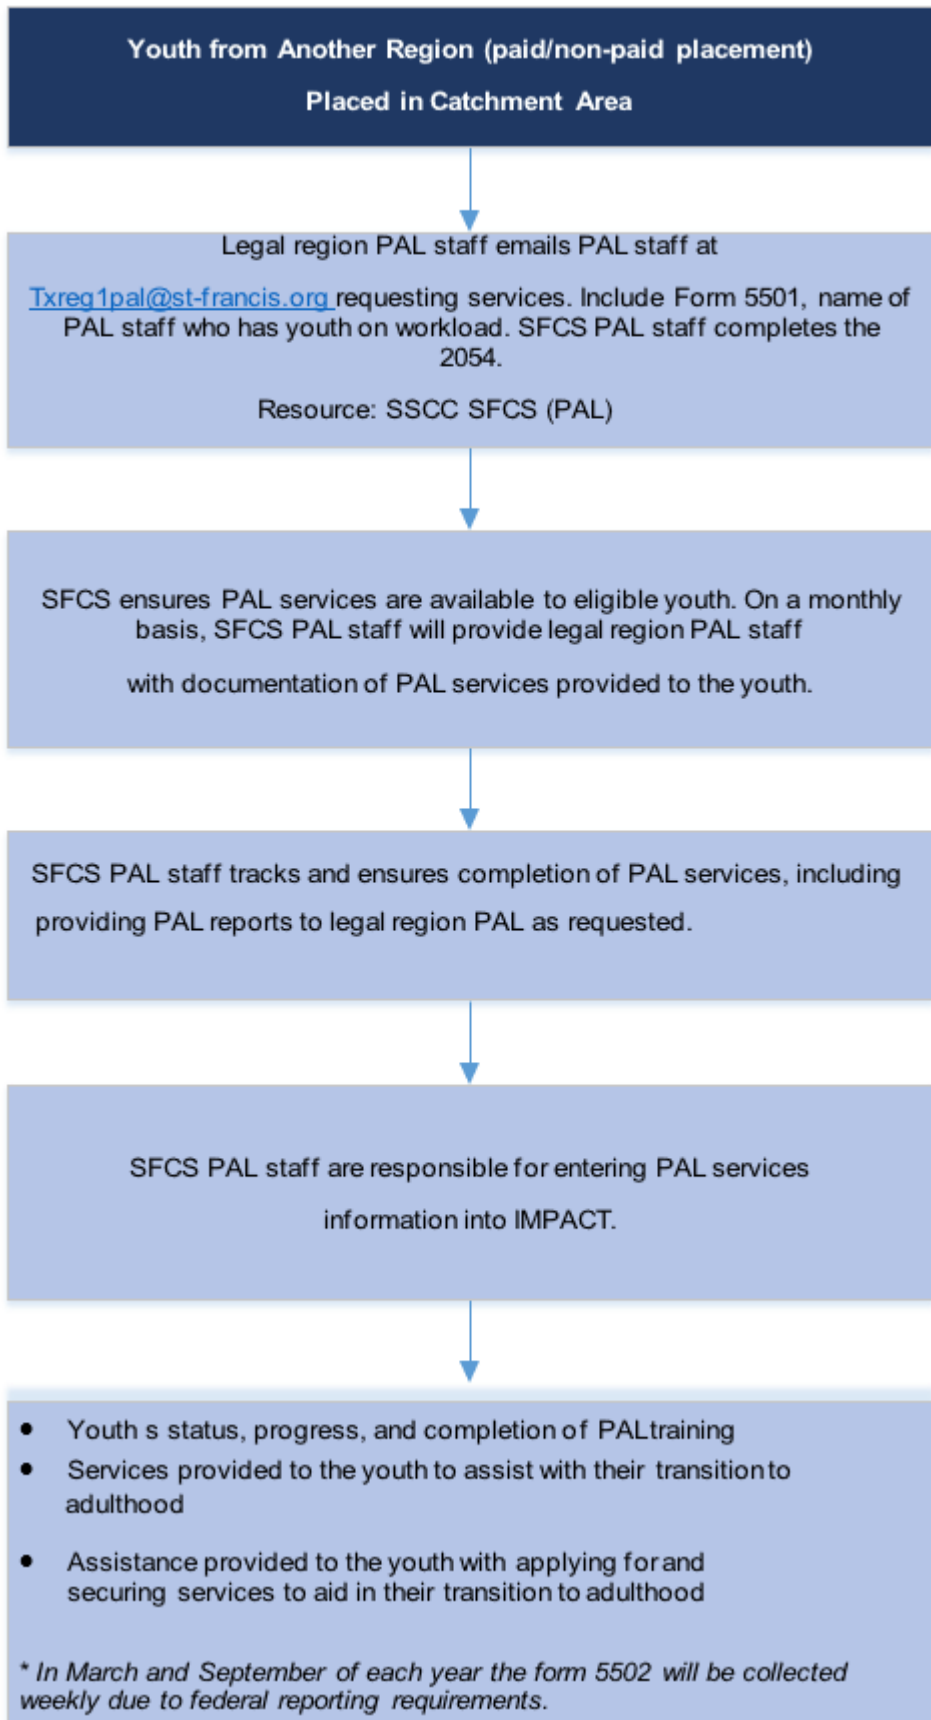 Youth from Another Region (paid/non-paid placement)
Placed in Catchment Area
Legal region PAL staff emails PAL staff at
Txreg1pal@st-francis.org requesting services. Include Form 5501, name of
PAL staff who has youth on workload. SFCS PAL staff completes the
2054.
Resource: SSCC SFCS (PAL)
SFCS ensures PAL services are available to eligible youth. On a monthly
basis, SFCS PAL staff will provide legal region PAL staff
with documentation of PAL services provided to the youth.
SFCS PAL staff tracks and ensures completion of PAL services, including
providing PAL reports to legal region PAL as requested.
SFCS PAL staff are responsible for entering PAL services
information into IMPACT.
• Youth s status, progress, and completion of PALtraining
• Services provided to the youth to assist with their transition to
adulthood
• Assistance provided to the youth with applying for and
securing services to aid in their transition to adulthood
* In March and September of each year the form 5502 will be collected
weekly due to federal reporting requirements.